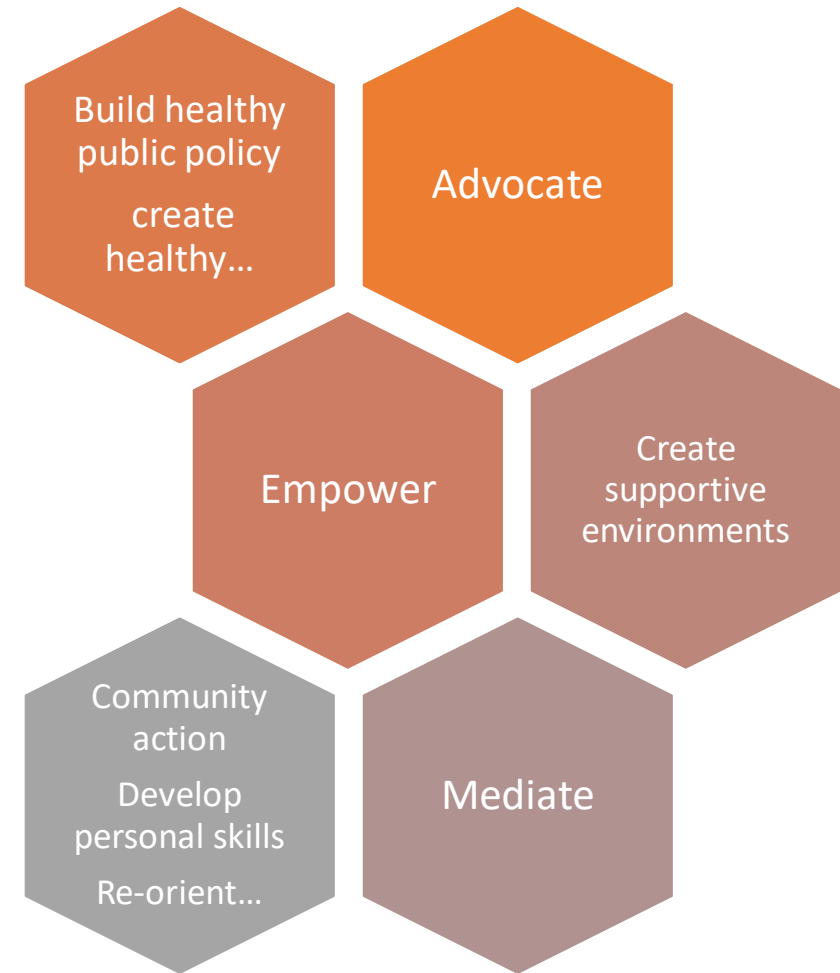 Build healthy
public policy
create
healthy...
Advocate
Empower
Create
supportive
environments
Community
action
Develop
personal skills
Re-orient...
Mediate